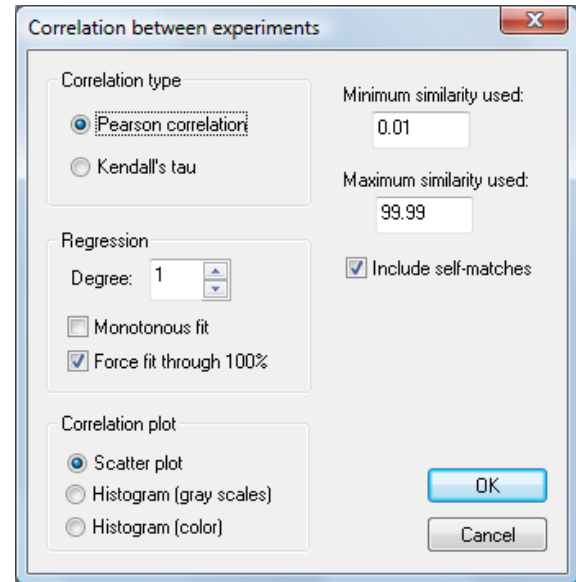 Correlation between experiments
Correlation type
Pearson correlation
Kendall's tau
Minimum similarity used:
0.01
Maximum similarity used:
99.99
Include self-matches
Regression
Degree: 1
Monotonous fit
Force fit through 100%
Correlation plot
Scatter plot
Histogram (gray scales)
Histogram (color)
OK
Cancel